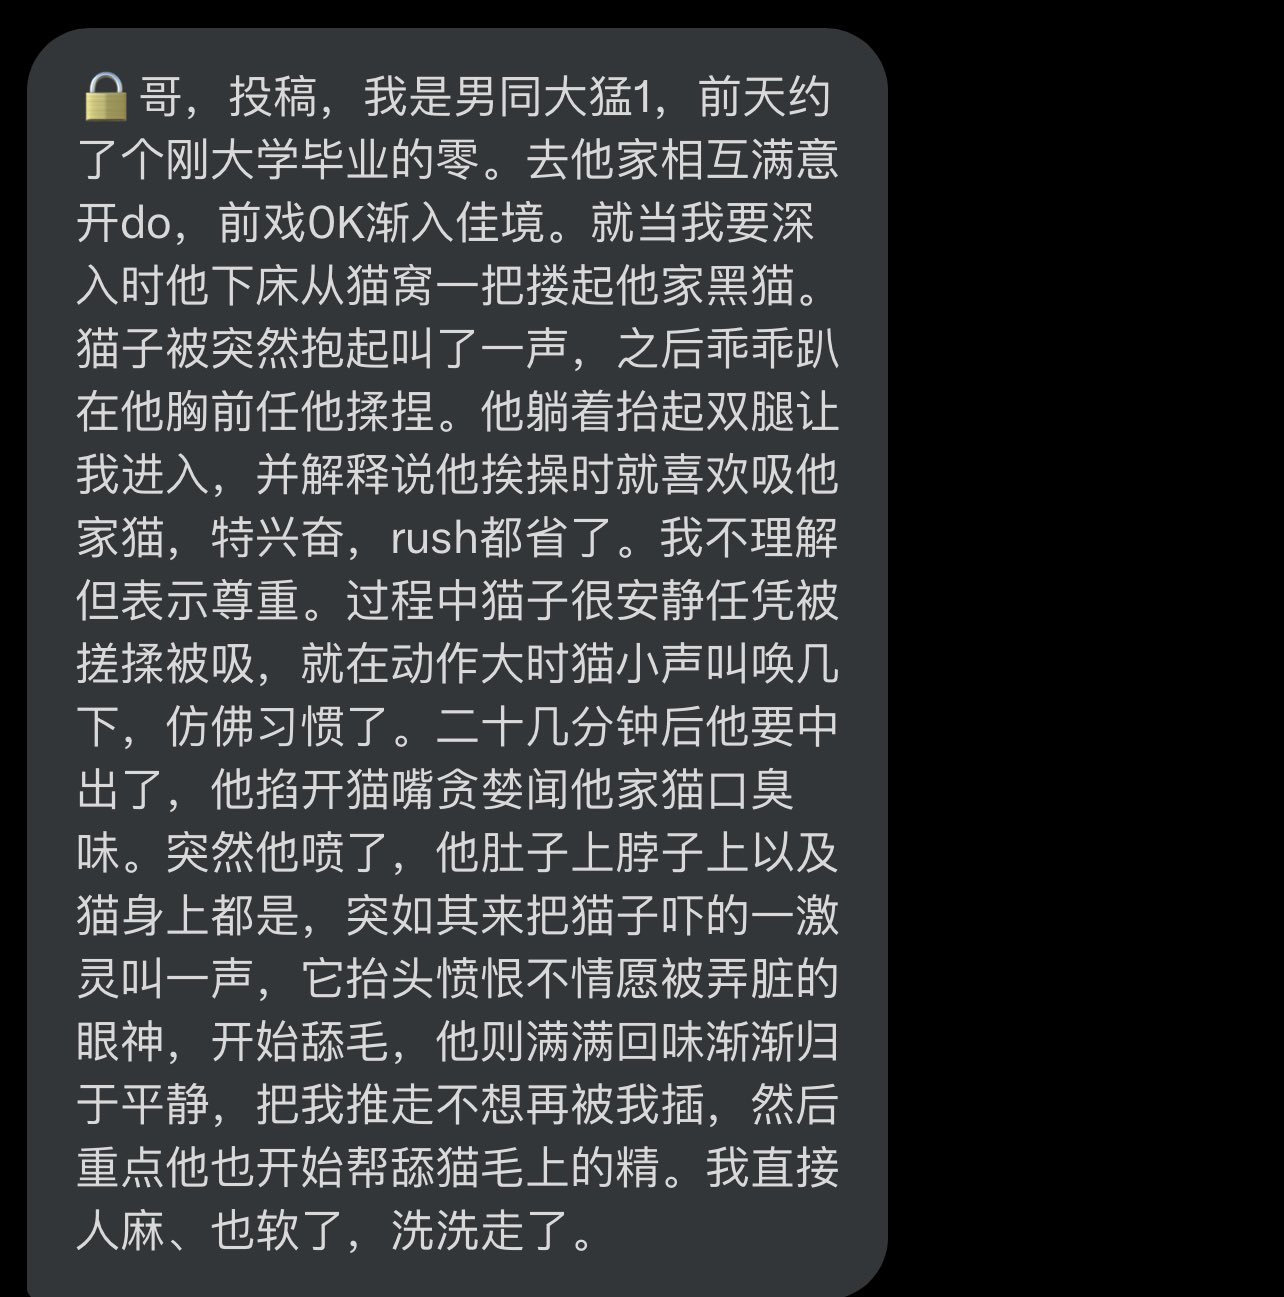 🔒哥，投稿，我是男同大猛1，前天约
了个刚大学毕业的零。去他家相互满意
开do，前戏OK渐入佳境。就当我要深
入时他下床从猫窝一把搂起他家黑猫。
猫子被突然抱起叫了一声，之后乖乖趴
在他胸前任他揉捏。他躺着抬起双腿让
我进入，并解释说他挨操时就喜欢吸他
家猫，特兴奋，rush都省了。我不理解
但表示尊重。过程中猫子很安静任凭被
搓揉被吸，就在动作大时猫小声叫唤几
下，仿佛习惯了。二十几分钟后他要中
出了，他掐开猫嘴贪婪闻他家猫口臭
味。突然他喷了，他肚子上脖子上以及
猫身上都是，突如其来把猫子吓的一激
灵叫一声，它抬头愤恨不情愿被弄脏的
眼神，开始舔毛，他则满满回味渐渐归
于平静，把我推走不想再被我插，然后
重点他也开始帮舔猫毛上的精。我直接
人麻、也软了，洗洗走了。